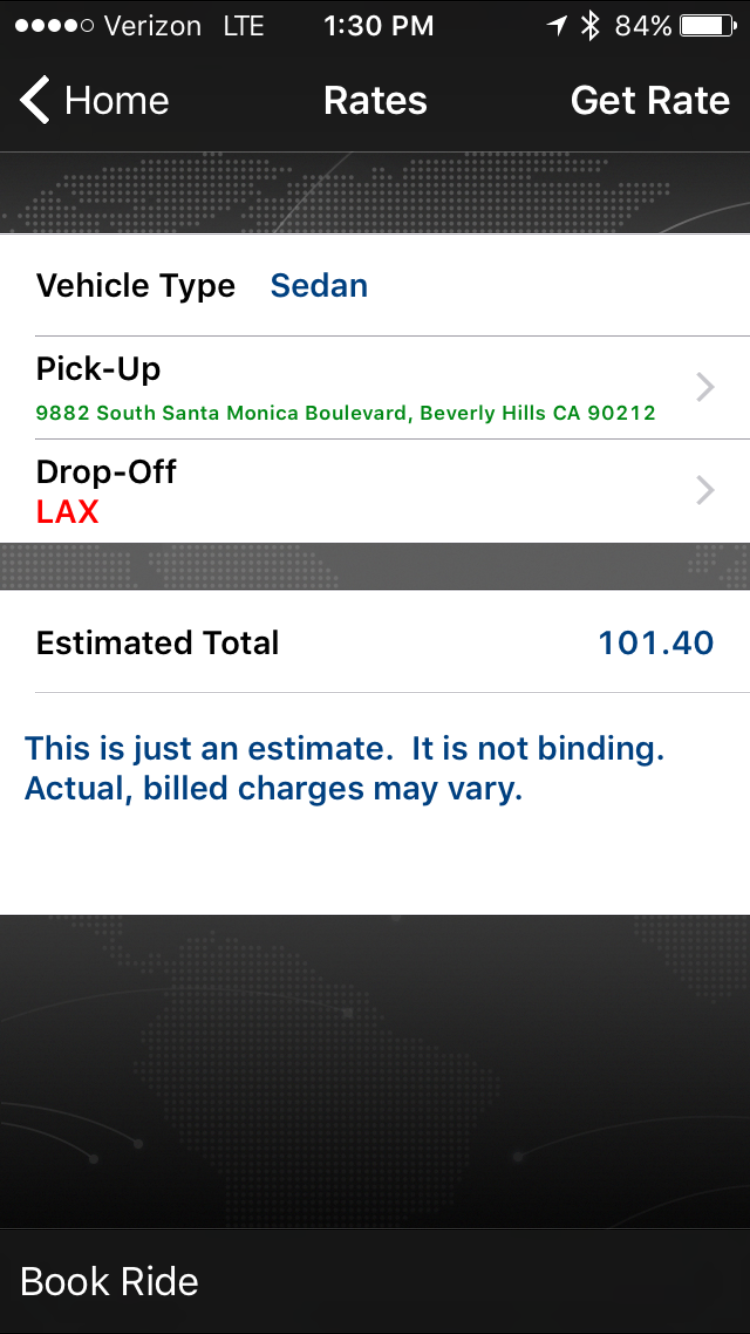 Verizon LTE 1:30 PM 84%
Home Rates Get Rate
Vehicle Type Sedan
Pick-Up
9882 South Santa Monica Boulevard, Beverly Hills CA 90212
Drop-Off
LAX
Estimated Total 101.40
This is just an estimate.  It is not binding.
Actual, billed charges may vary.
Book Ride